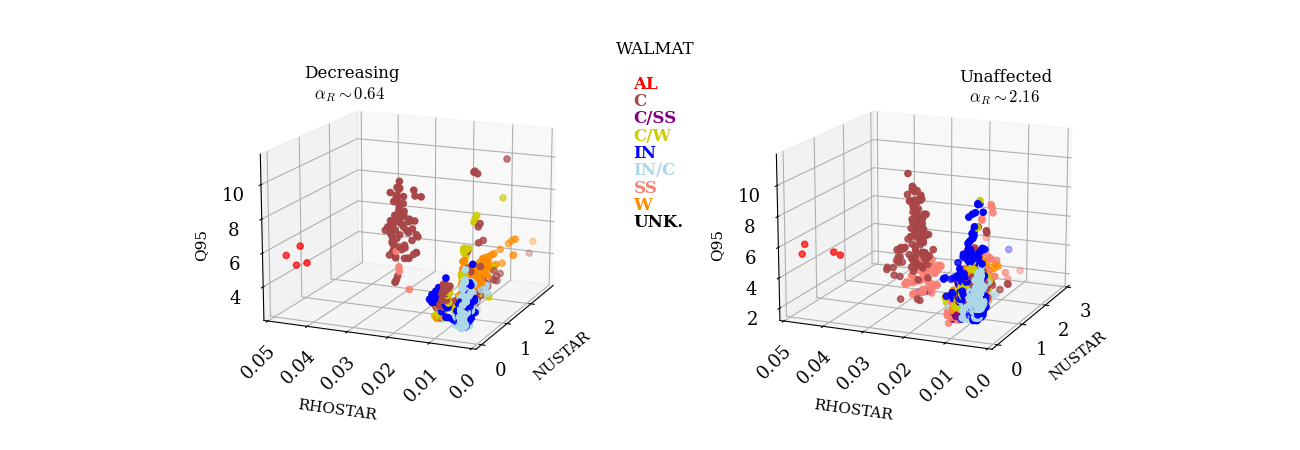 WALMAT
Decreasing
α_R ∼ 0.64
Unaffected
α_R ∼ 2.16
AL
C
C/SS
C/W
IN
IN/C
SS
W
UNK.
10
8
6
4
Q95
0.05
0.04
0.03
0.02
0.01
0.0
RHOSTAR
0
1
2
NUSTAR
10
8
6
4
2
Q95
0.05
0.04
0.03
0.02
0.01
0.0
RHOSTAR
0
1
2
3
NUSTAR